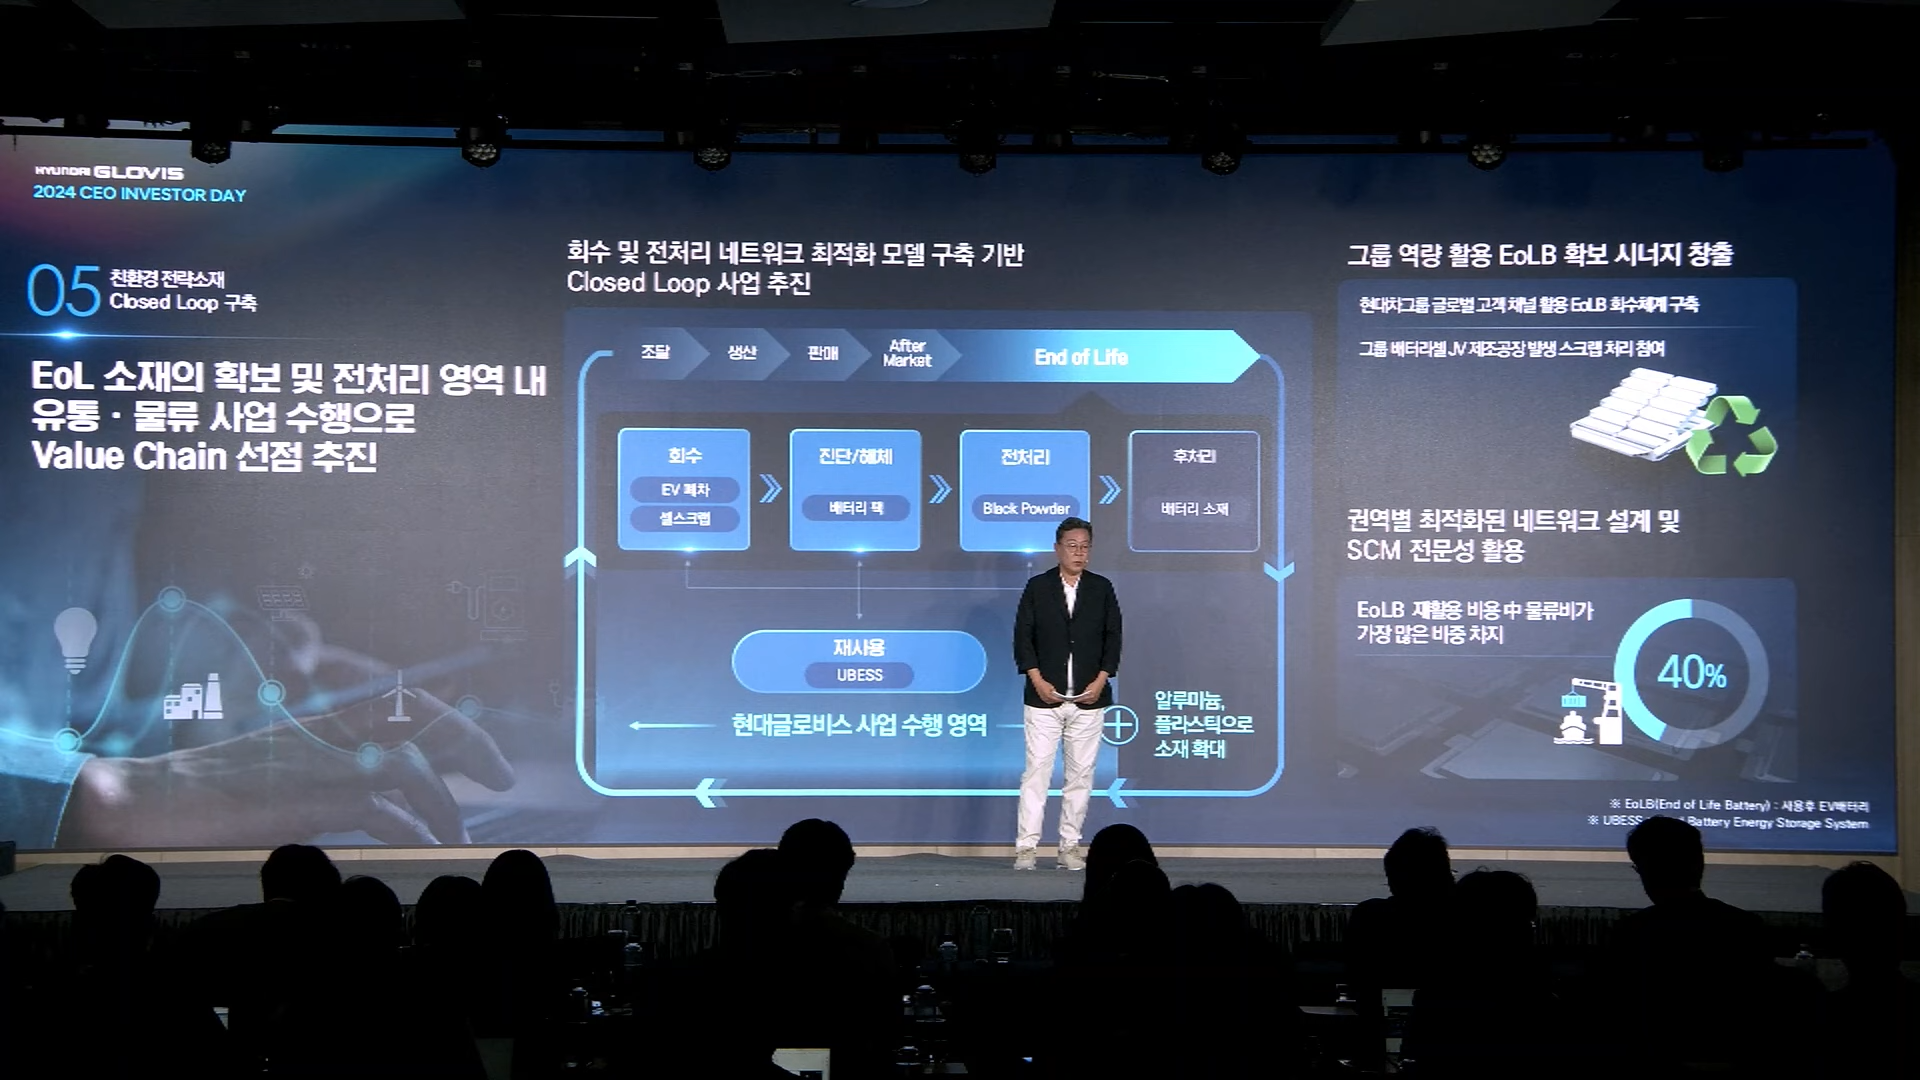 HYUNDAI GLOVIS
2024 CEO INVESTOR DAY
05 친환경 전략소재
Closed Loop 구축
EoL 소재의 확보 및 전처리 영역 내
유통 · 물류 사업 수행으로
Value Chain 선점 추진
회수 및 전처리 네트워크 최적화 모델 구축 기반
Closed Loop 사업 추진
조달
생산
판매
After
Market
End of Life
회수
EV 폐차
셀스크랩
진단/해체
배터리 팩
전처리
Black Powder
후처리
배터리 소재
재사용
UBESS
현대글로비스 사업 수행 영역
알루미늄,
플라스틱으로
소재 확대
그룹 역량 활용 EoLB 확보 시너지 창출
현대차그룹 글로벌 고객 채널 활용 EoLB 회수체계 구축
그룹 배터리셀 JV 제조공장 발생 스크랩 처리 참여
권역별 최적화된 네트워크 설계 및
SCM 전문성 활용
EoLB 재활용 비용 中 물류비가
가장 많은 비중 차지
40%
※ EoLB(End of Life Battery) : 사용후 EV배터리
※ UBESS Battery Energy Storage System